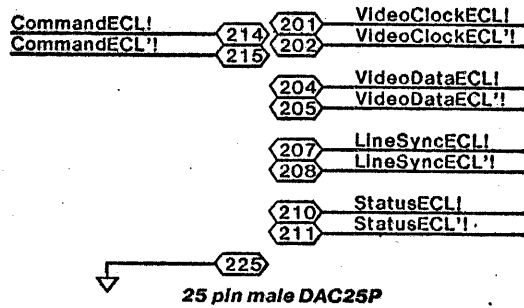 CommandECL! 214 201 VideoClockECL!
CommandECL'! 215 202 VideoClockECL'!
204 VideoDataECL!
205 VideoDataECL'!
207 LineSyncECL!
208 LineSyncECL'!
210 StatusECL!
211 StatusECL'!
225
25 pin male DAC25P